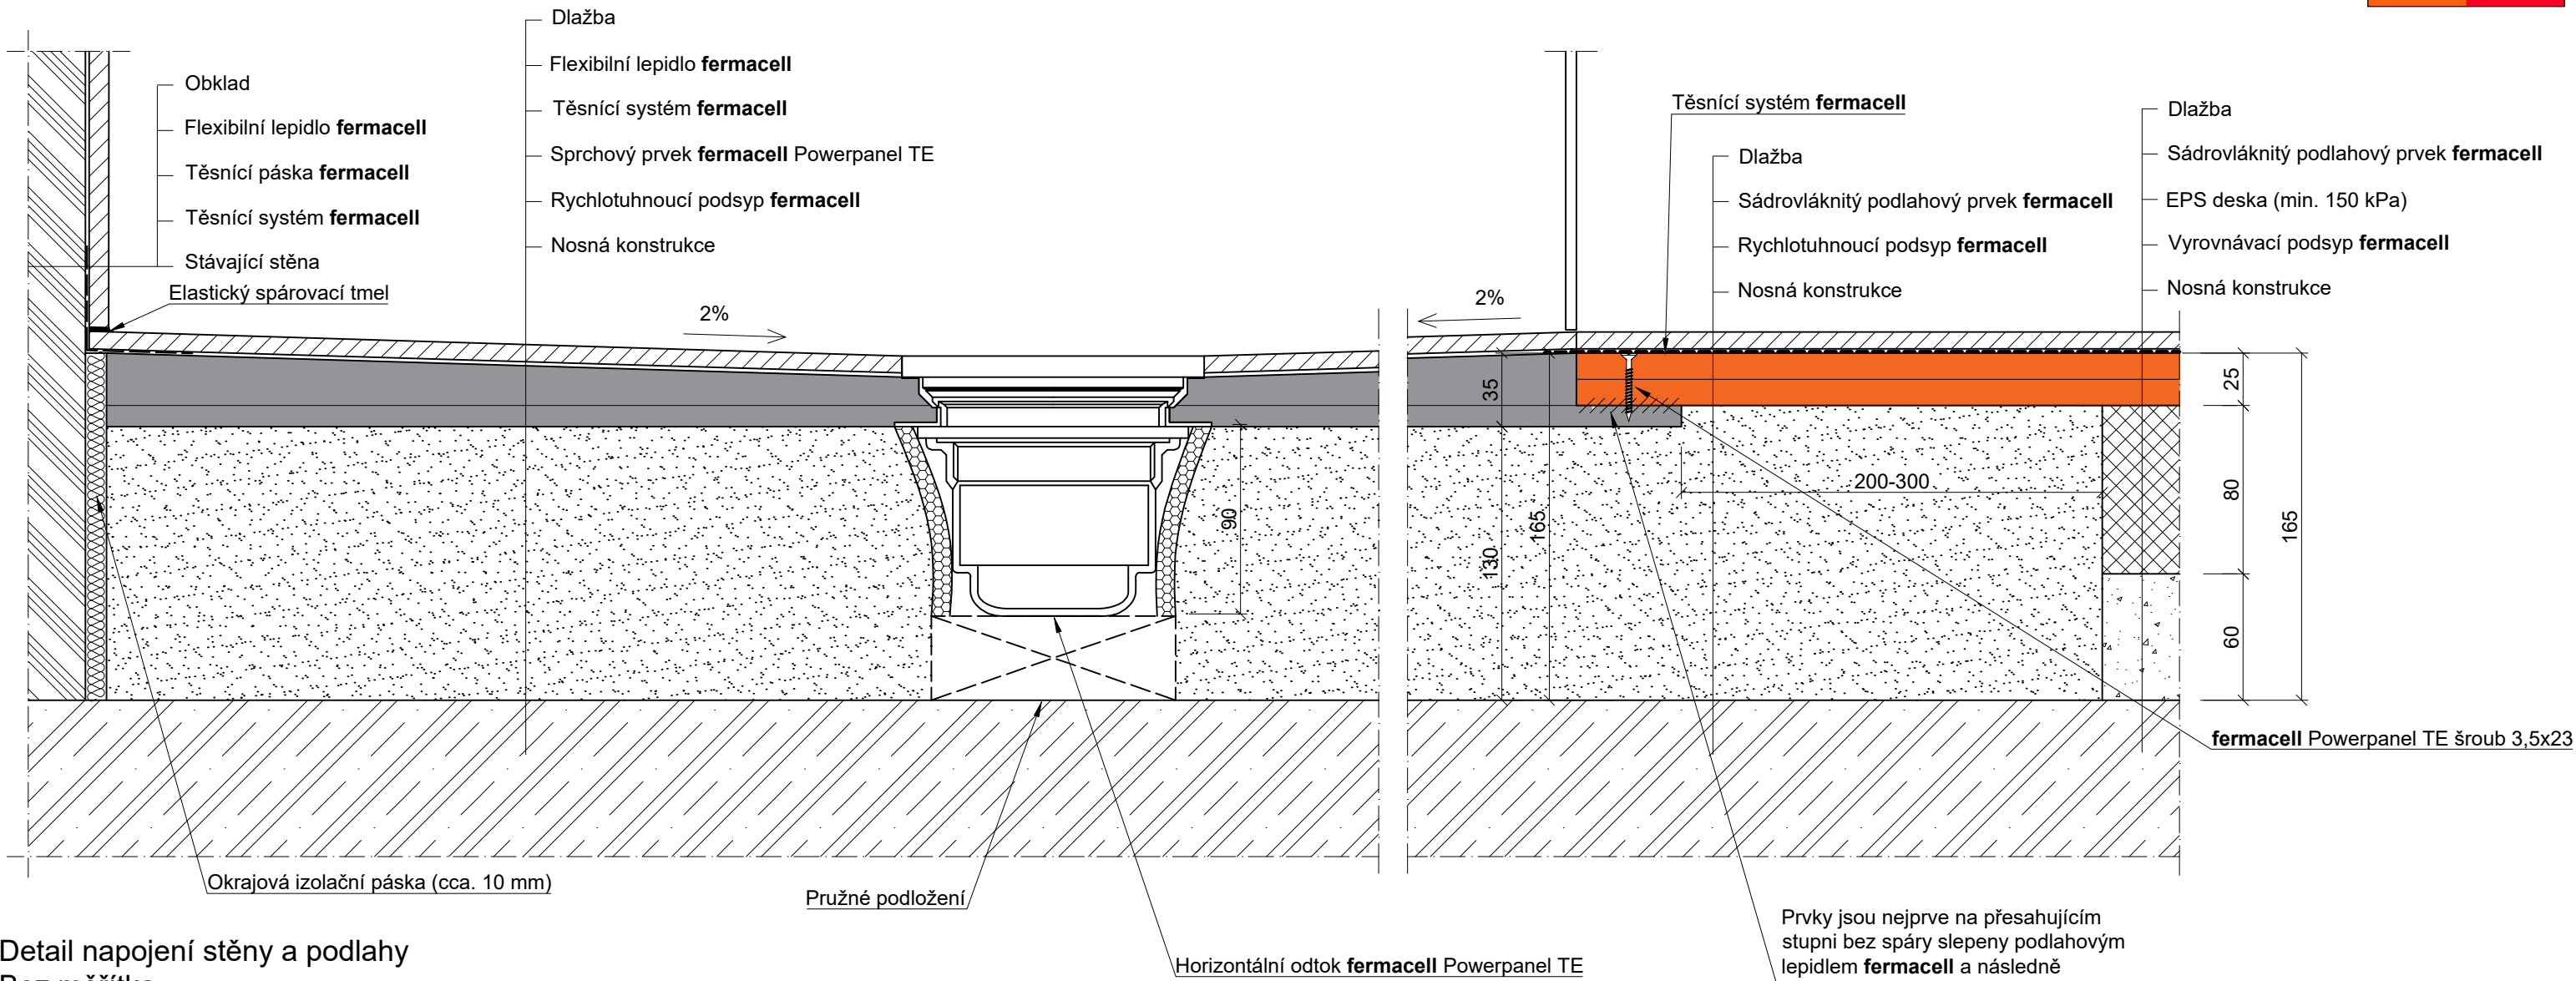 Dlažba
Flexibilní lepidlo fermacell
Těsnící systém fermacell
Sprchový prvek fermacell Powerpanel TE
Rychlotuhnoucí podsyp fermacell
Nosná konstrukce
Obklad
Flexibilní lepidlo fermacell
Těsnící páska fermacell
Těsnící systém fermacell
Stávající stěna
Elastický spárovací tmel
2%
2%
Těsnící systém fermacell
Dlažba
Sádrovláknitý podlahový prvek fermacell
Rychlotuhnoucí podsyp fermacell
Nosná konstrukce
Dlažba
Sádrovláknitý podlahový prvek fermacell
EPS deska (min. 150 kPa)
Vyrovnávací podsyp fermacell
Nosná konstrukce
35
130
165
90
200-300
25
80
60
165
fermacell Powerpanel TE šroub 3,5x23
Okrajová izolační páska (cca. 10 mm)
Pružné podložení
Horizontální odtok fermacell Powerpanel TE
Prvky jsou nejprve na přesahujícím
stupni bez spáry slepeny podlahovým
lepidlem fermacell a následně
Detail napojení stěny a podlahy
Bez měřítka